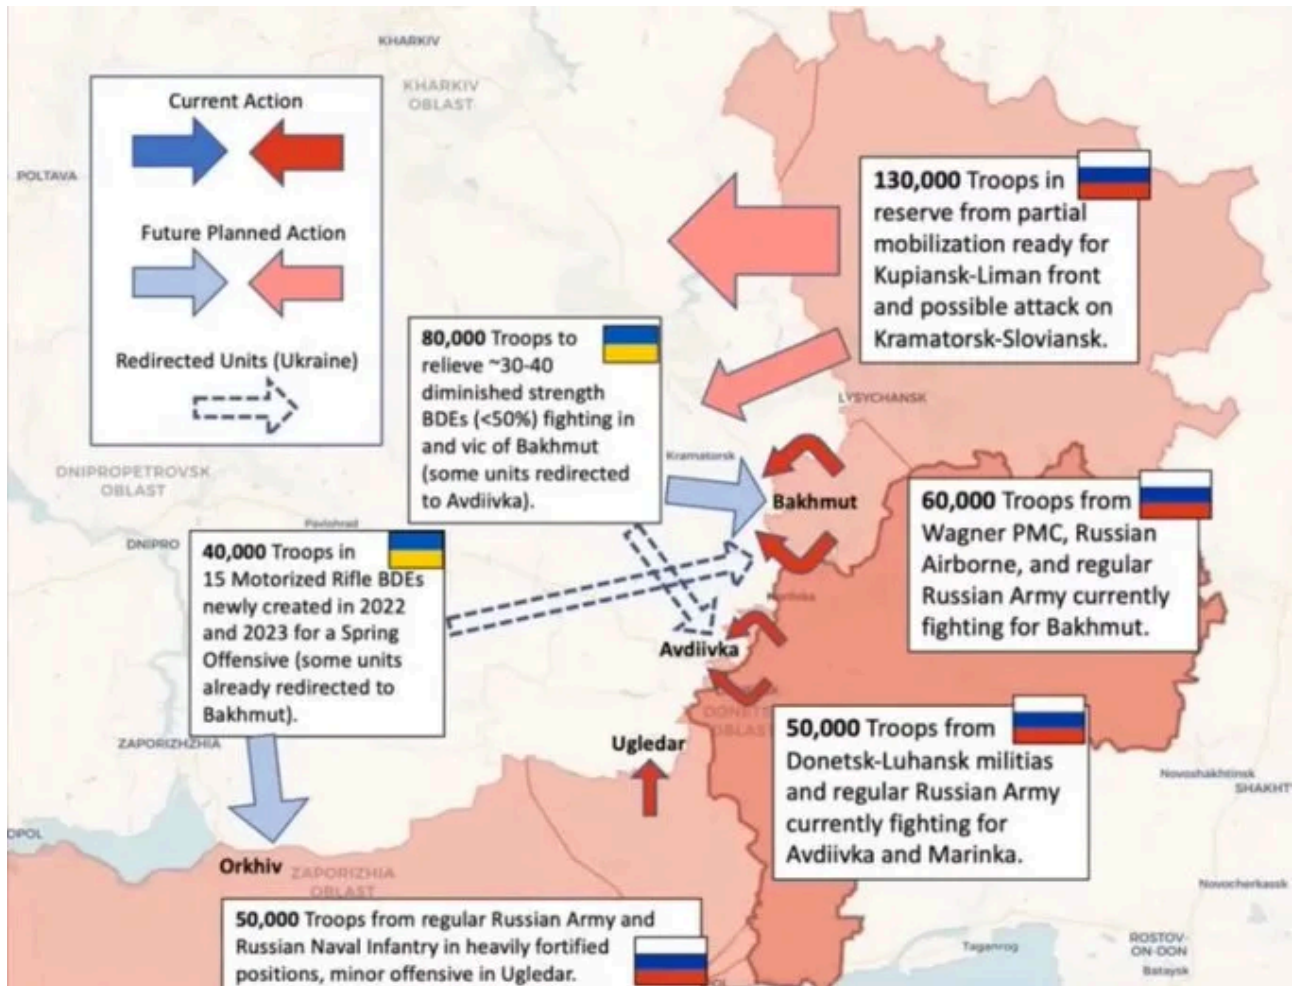 KHARKIV
KHARKIV
OBLAST
Current Action
POLTAVA
Future Planned Action
Redirected Units (Ukraine)
130,000 Troops in
reserve from partial
mobilization ready for
Kupiansk-Liman front
and possible attack on
Kramatorsk-Sloviansk.
80,000 Troops to
relieve ~30-40
diminished strength
BDEs (<50%) fighting in
and vic of Bakhmut
(some units redirected
to Avdiivka).
LYSYCHANSK
Kramatorsk
DNIPROPETROVSK
OBLAST
Bakhmut
60,000 Troops from
Wagner PMC, Russian
Airborne, and regular
Russian Army currently
fighting for Bakhmut.
Pavlohrad
DNIPRO
40,000 Troops in
15 Motorized Rifle BDEs
newly created in 2022
and 2023 for a Spring
Offensive (some units
already redirected to
Bakhmut).
Avdiivka
DONETS
OBLAST
50,000 Troops from
Donetsk-Luhansk militias
and regular Russian Army
currently fighting for
Avdiivka and Marinka.
ZAPORIZHZHIA
Ugledar
Novoshakhtinsk
SHAKHT
OPOL
Orkhiv
ZAPORIZHIA
OBLAST
Novocherkassk
50,000 Troops from regular Russian Army and
Russian Naval Infantry in heavily fortified
positions, minor offensive in Ugledar.
Taganrog
ROSTOV-
ON-DON
Bataysk